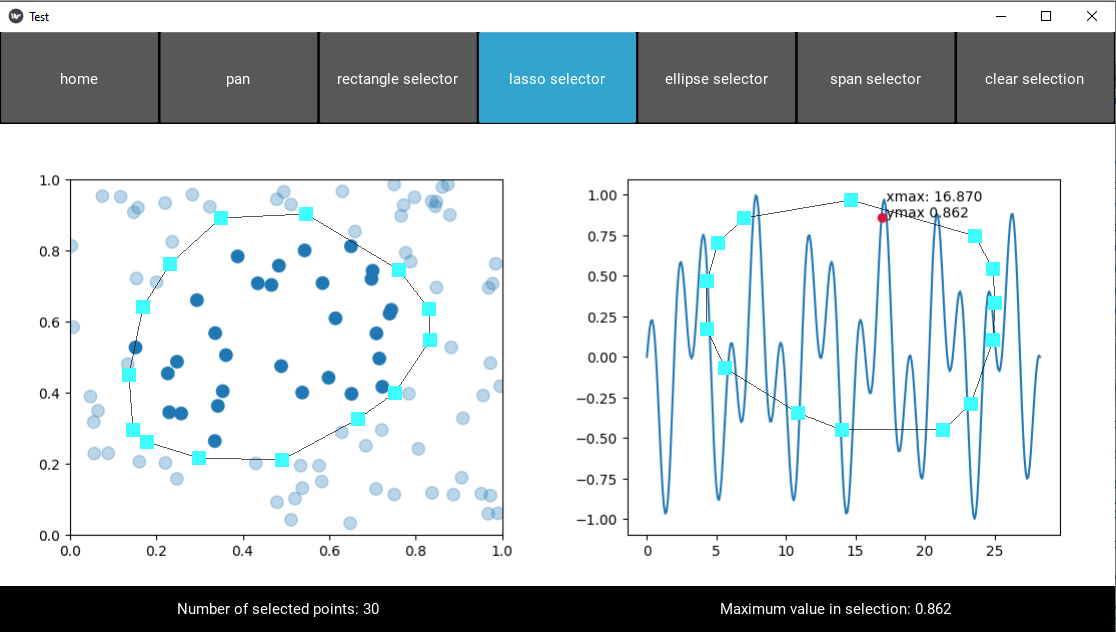 Test
home
pan
rectangle selector
lasso selector
ellipse selector
span selector
clear selection
1.0
0.8
0.6
0.4
0.2
0.0
0.0 0.2 0.4 0.6 0.8 1.0
xmax: 16.870
ymax 0.862
1.00
0.75
0.50
0.25
0.00
−0.25
−0.50
−0.75
−1.00
0 5 10 15 20 25
Number of selected points: 30
Maximum value in selection: 0.862